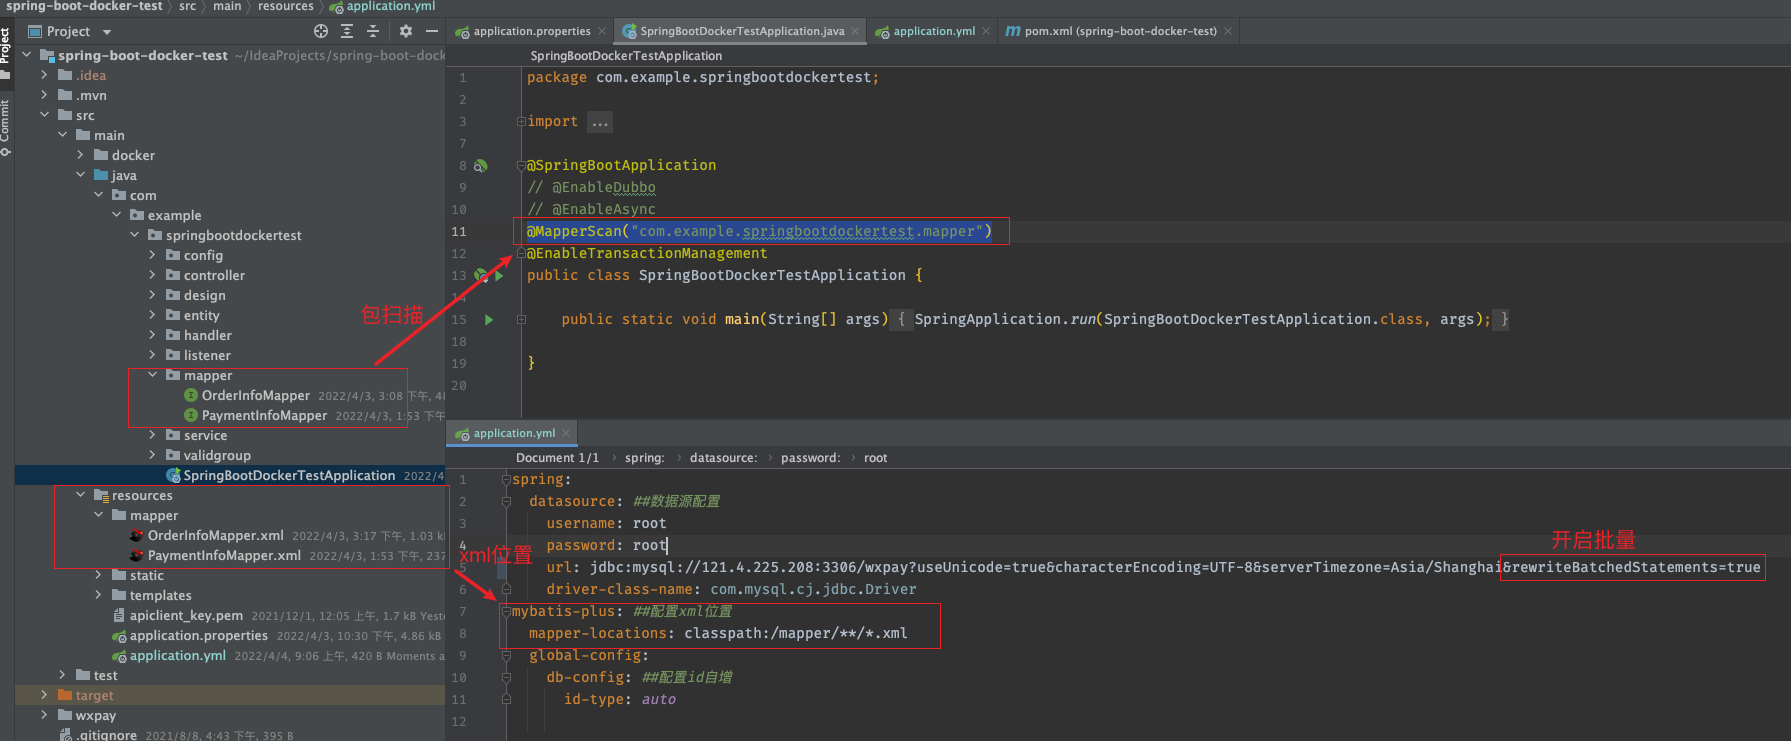 spring-boot-docker-test > src > main > resources > application.yml
Project
Commit
Project
spring-boot-docker-test ~/IdeaProjects/spring-boot-dock
.idea
.mvn
src
main
docker
java
com
example
springbootdockertest
config
controller
design
entity
handler
listener
mapper
OrderInfoMapper 2022/4/3, 3:08 下午, 48
PaymentInfoMapper 2022/4/3, 1:53 下午
service
validgroup
SpringBootDockerTestApplication 2022/4
resources
mapper
OrderInfoMapper.xml 2022/4/3, 3:17 下午, 1.03 k
PaymentInfoMapper.xml 2022/4/3, 1:53 下午, 237
static
templates
apiclient_key.pem 2021/12/1, 12:05 上午, 1.7 kB Yeste
application.properties 2022/4/3, 10:30 下午, 4.86 kB
application.yml 2022/4/4, 9:06 上午, 420 B Moments a
test
target
wxpay
.gitignore 2021/8/8, 4:43 下午, 395 B
包扫描
xml位置
application.properties
SpringBootDockerTestApplication.java
application.yml
pom.xml (spring-boot-docker-test)
SpringBootDockerTestApplication
1 package com.example.springbootdockertest;
2
3 import ...
7
8 @SpringBootApplication
9 // @EnableDubbo
10 // @EnableAsync
11 @MapperScan("com.example.springbootdockertest.mapper")
12 @EnableTransactionManagement
13 public class SpringBootDockerTestApplication {
14
15 public static void main(String[] args) { SpringApplication.run(SpringBootDockerTestApplication.class, args); }
18
19 }
20
application.yml
Document 1/1 > spring: > datasource: > password: > root
1 spring:
2 datasource: ##数据源配置
3 username: root
4 password: root
开启批量
5 url: jdbc:mysql://121.4.225.208:3306/wxpay?useUnicode=true&characterEncoding=UTF-8&serverTimezone=Asia/Shanghai&rewriteBatchedStatements=true
6 driver-class-name: com.mysql.cj.jdbc.Driver
7 mybatis-plus: ##配置xml位置
8 mapper-locations: classpath:/mapper/**/*.xml
9 global-config:
10 db-config: ##配置id自增
11 id-type: auto
12